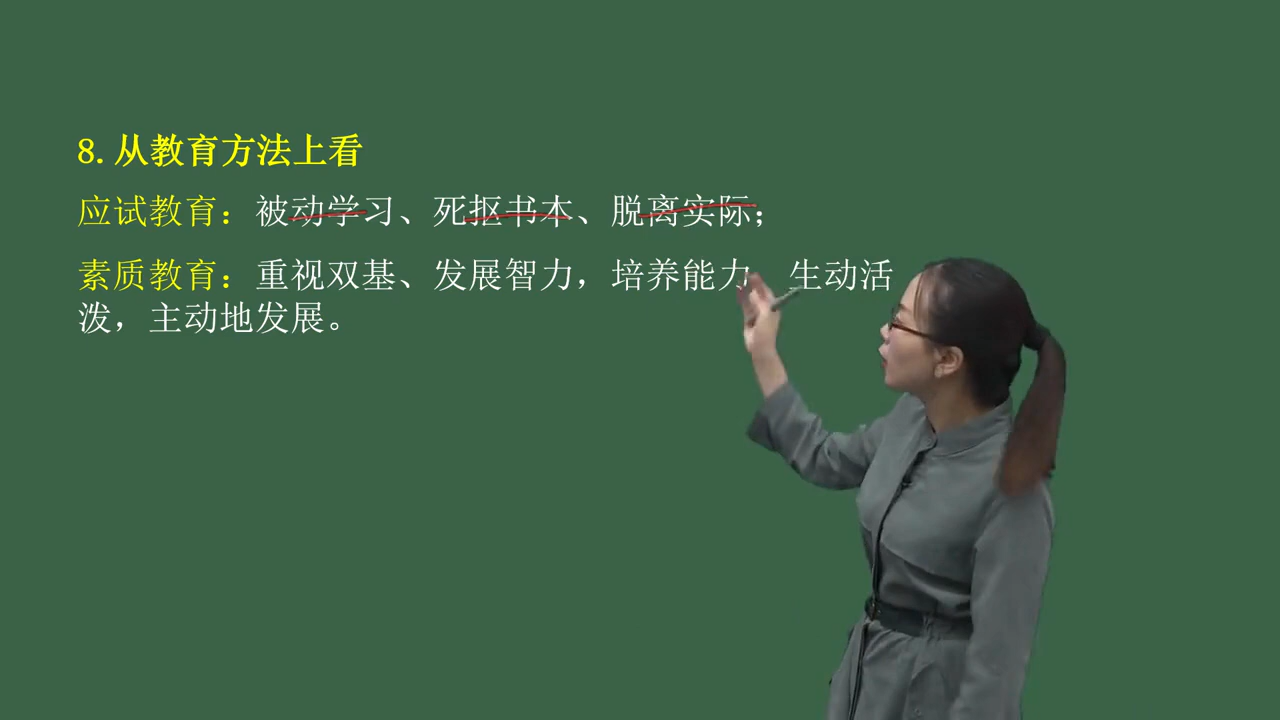 8. 从教育方法上看
应试教育：被动学习、死抠书本、脱离实际；
素质教育：重视双基、发展智力，培养能力 生动活
泼，主动地发展。